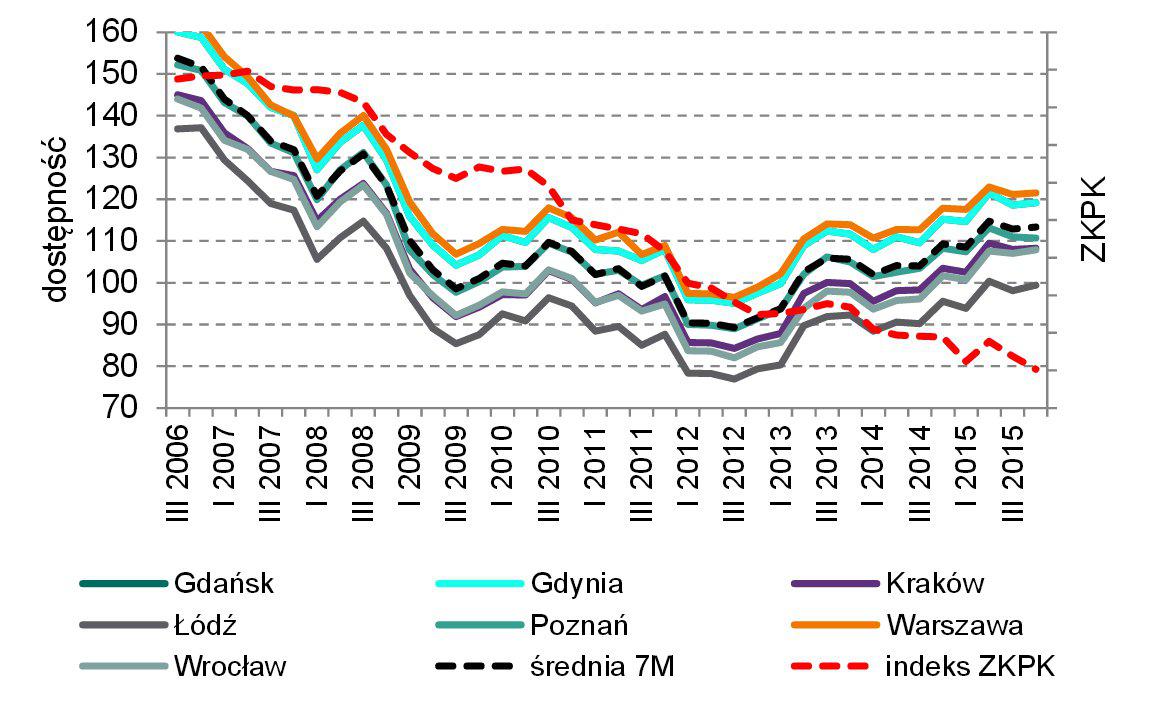 160
150
140
130
120
110
100
90
80
70
dostępność
ZKPK
III 2006
I 2007
III 2007
I 2008
III 2008
I 2009
III 2009
I 2010
III 2010
I 2011
III 2011
I 2012
III 2012
I 2013
III 2013
I 2014
III 2014
I 2015
III 2015
Gdańsk Gdynia Kraków
Łódź Poznań Warszawa
Wrocław średnia 7M indeks ZKPK